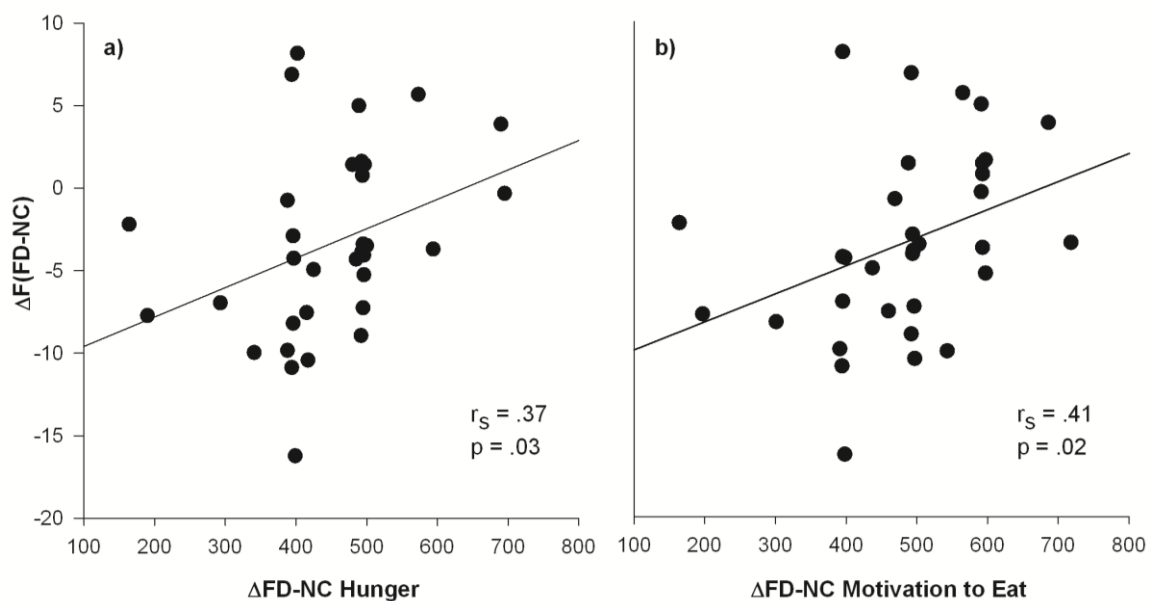 a)
b)
ΔF(FD-NC)
10
5
0
-5
-10
-15
-20
r_S = .37
p = .03
r_S = .41
p = .02
100 200 300 400 500 600 700 800
100 200 300 400 500 600 700 800
ΔFD-NC Hunger
ΔFD-NC Motivation to Eat